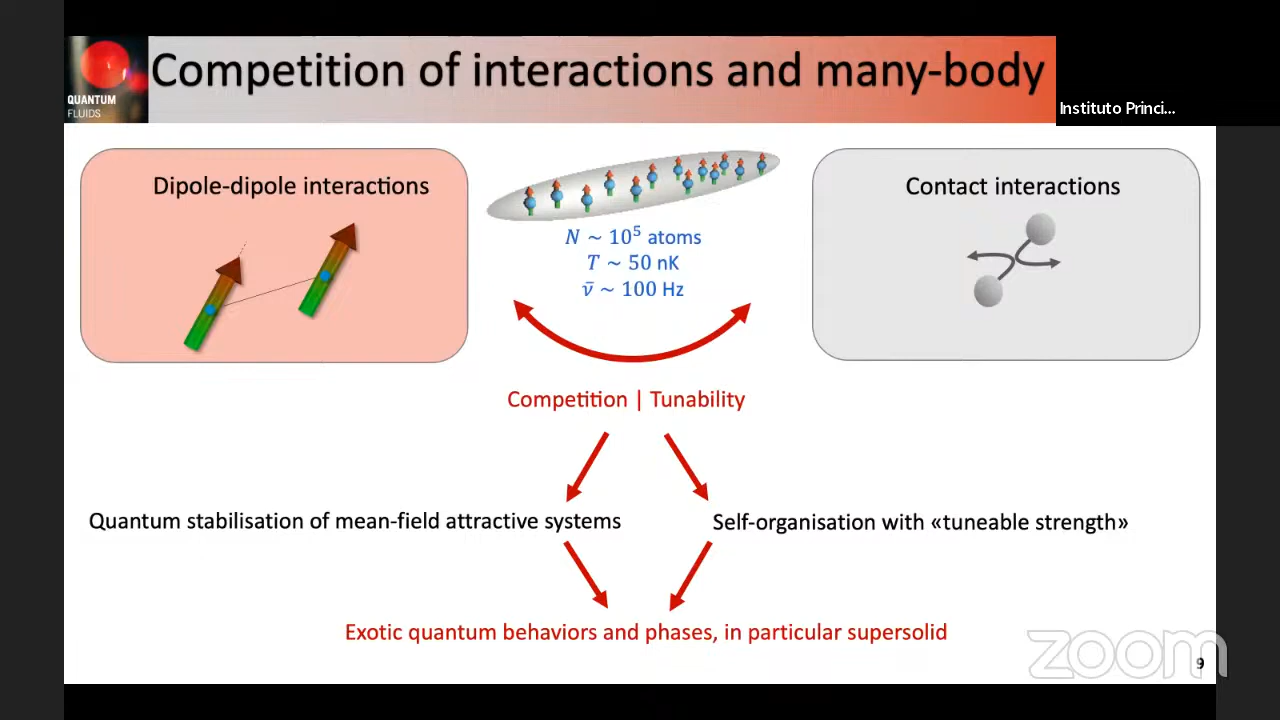 Competition of interactions and many-body
QUANTUM
FLUIDS
Instituto Princi...
Dipole-dipole interactions
N ~ 10⁵ atoms
T ~ 50 nK
ν̄ ~ 100 Hz
Contact interactions
Competition | Tunability
Quantum stabilisation of mean-field attractive systems
Self-organisation with «tuneable strength»
Exotic quantum behaviors and phases, in particular supersolid
zoom
9